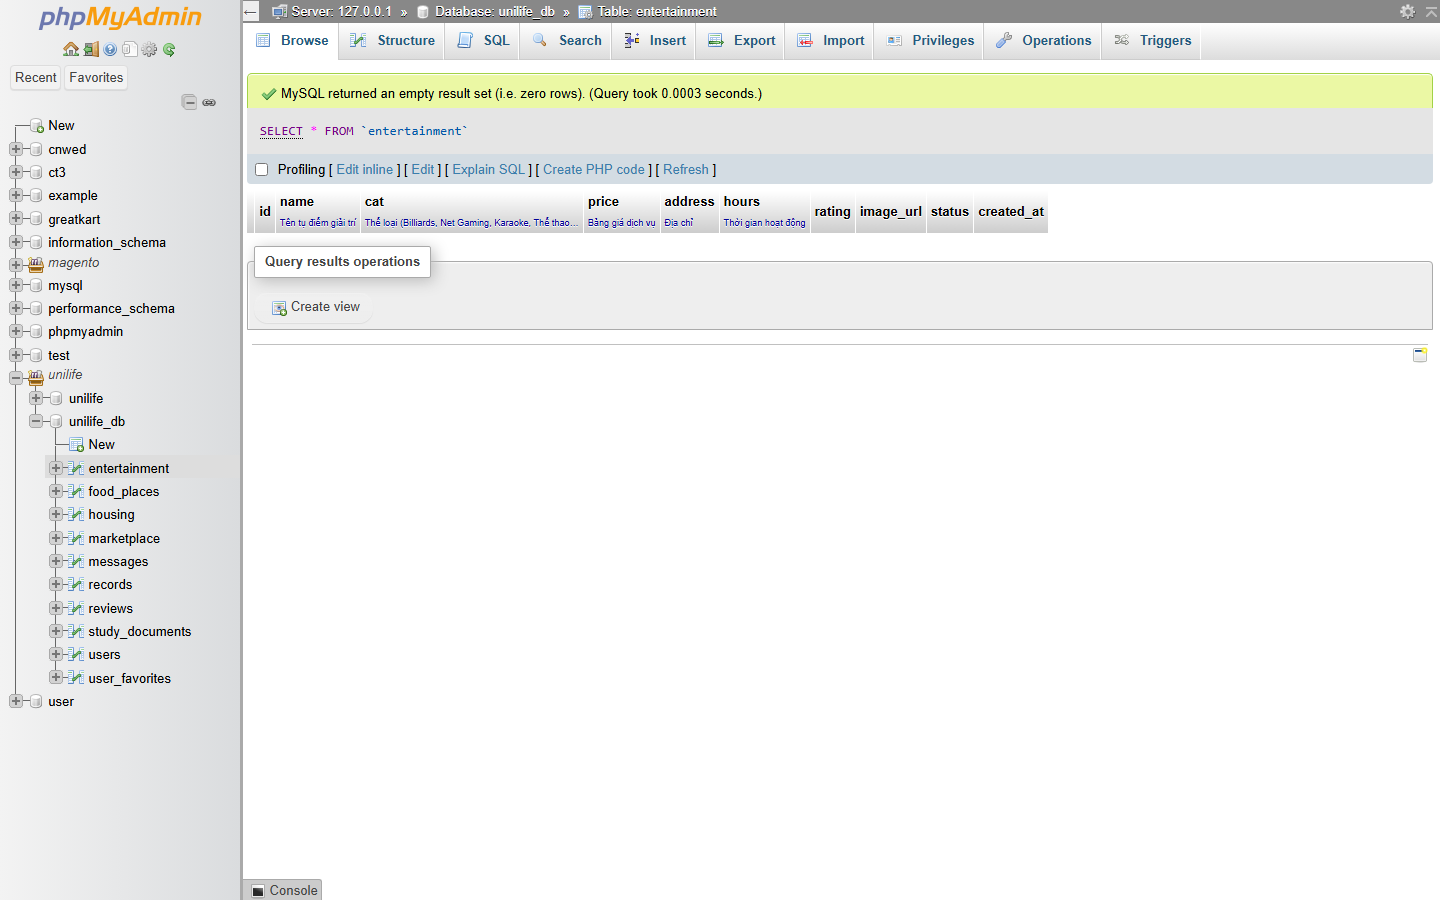 phpMyAdmin
Recent
Favorites
New
cnwed
ct3
example
greatkart
information_schema
magento
mysql
performance_schema
phpmyadmin
test
unilife
unilife
unilife_db
New
entertainment
food_places
housing
marketplace
messages
records
reviews
study_documents
users
user_favorites
user
Server: 127.0.0.1 » Database: unilife_db » Table: entertainment
Browse Structure SQL Search Insert Export Import Privileges Operations Triggers
MySQL returned an empty result set (i.e. zero rows). (Query took 0.0003 seconds.)
SELECT * FROM `entertainment`
Profiling [ Edit inline ] [ Edit ] [ Explain SQL ] [ Create PHP code ] [ Refresh ]
id name cat price address hours rating image_url status created_at
Tên tụ điểm giải trí Thể loại (Billiards, Net Gaming, Karaoke, Thể thao... Bảng giá dịch vụ Địa chỉ Thời gian hoạt động
Query results operations
Create view
Console